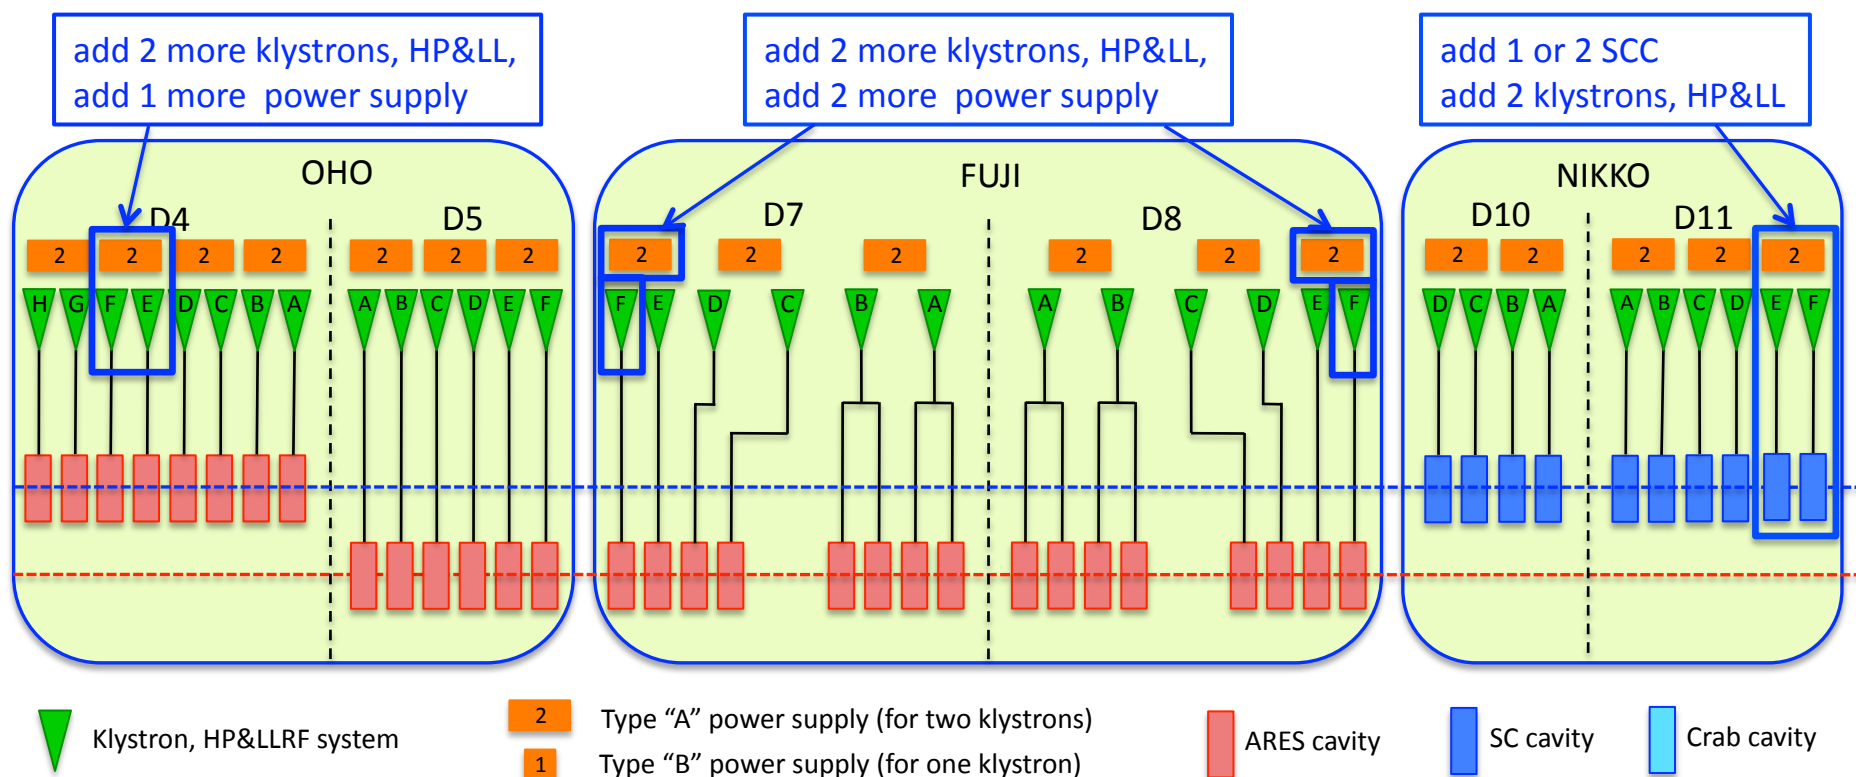 add 2 more klystrons, HP&LL,
add 1 more power supply
add 2 more klystrons, HP&LL,
add 2 more power supply
add 1 or 2 SCC
add 2 klystrons, HP&LL
OHO
FUJI
NIKKO
D4
D5
D7
D8
D10
D11
2 2 2 2 2 2 2 2 2 2 2 2 2 2 2 2 2 2
H G F E D C B A A B C D E F F E D C B A A B C D E F D C B A A B C D E F
2 Type “A” power supply (for two klystrons)
Klystron, HP&LLRF system
ARES cavity
SC cavity
Crab cavity
1 Type “B” power supply (for one klystron)